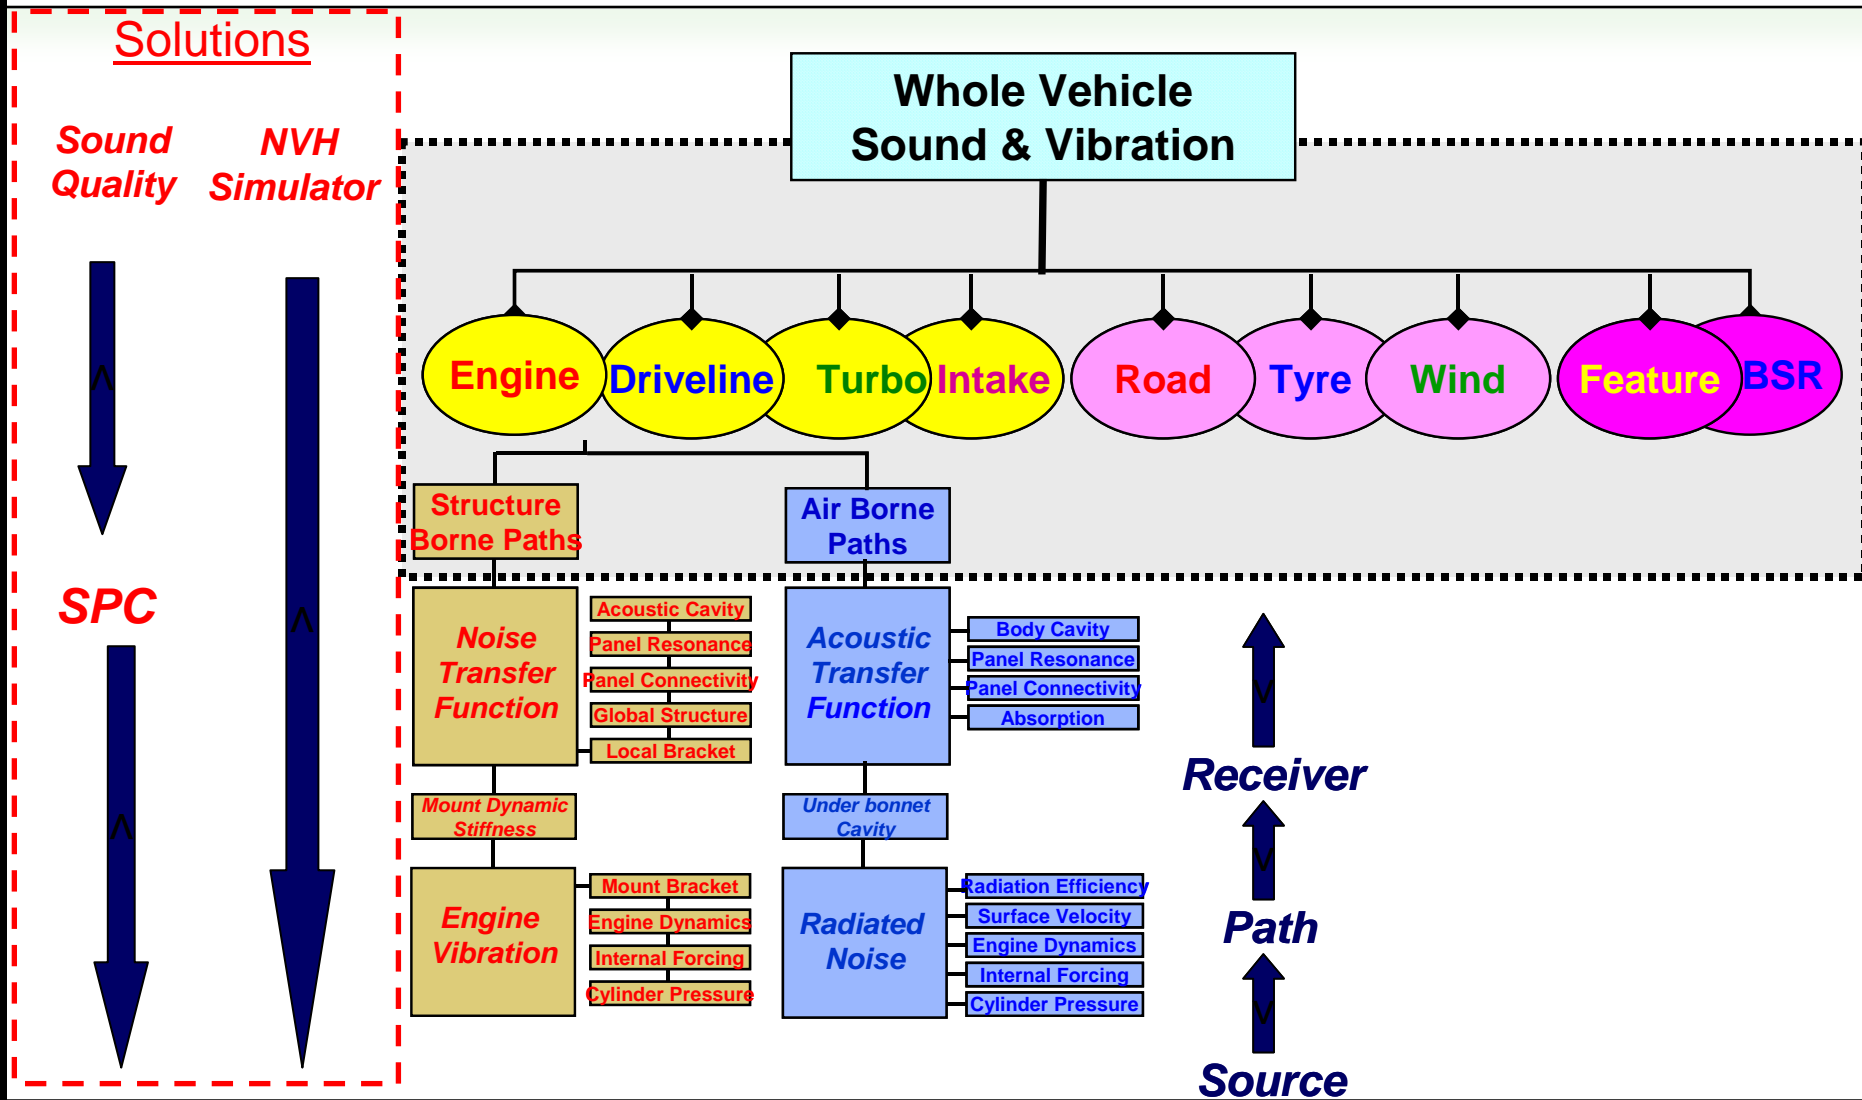 Solutions
Sound
Quality
NVH
Simulator
SPC
Whole Vehicle
Sound & Vibration
Engine
Driveline
Turbo
Intake
Road
Tyre
Wind
Feature
BSR
Structure
Borne Paths
Air Borne
Paths
Noise
Transfer
Function
Acoustic Cavity
Panel Resonance
Panel Connectivity
Global Structure
Local Bracket
Acoustic
Transfer
Function
Body Cavity
Panel Resonance
Panel Connectivity
Absorption
Mount Dynamic
Stiffness
Under bonnet
Cavity
Engine
Vibration
Mount Bracket
Engine Dynamics
Internal Forcing
Cylinder Pressure
Radiated
Noise
Radiation Efficiency
Surface Velocity
Engine Dynamics
Internal Forcing
Cylinder Pressure
Receiver
Path
Source